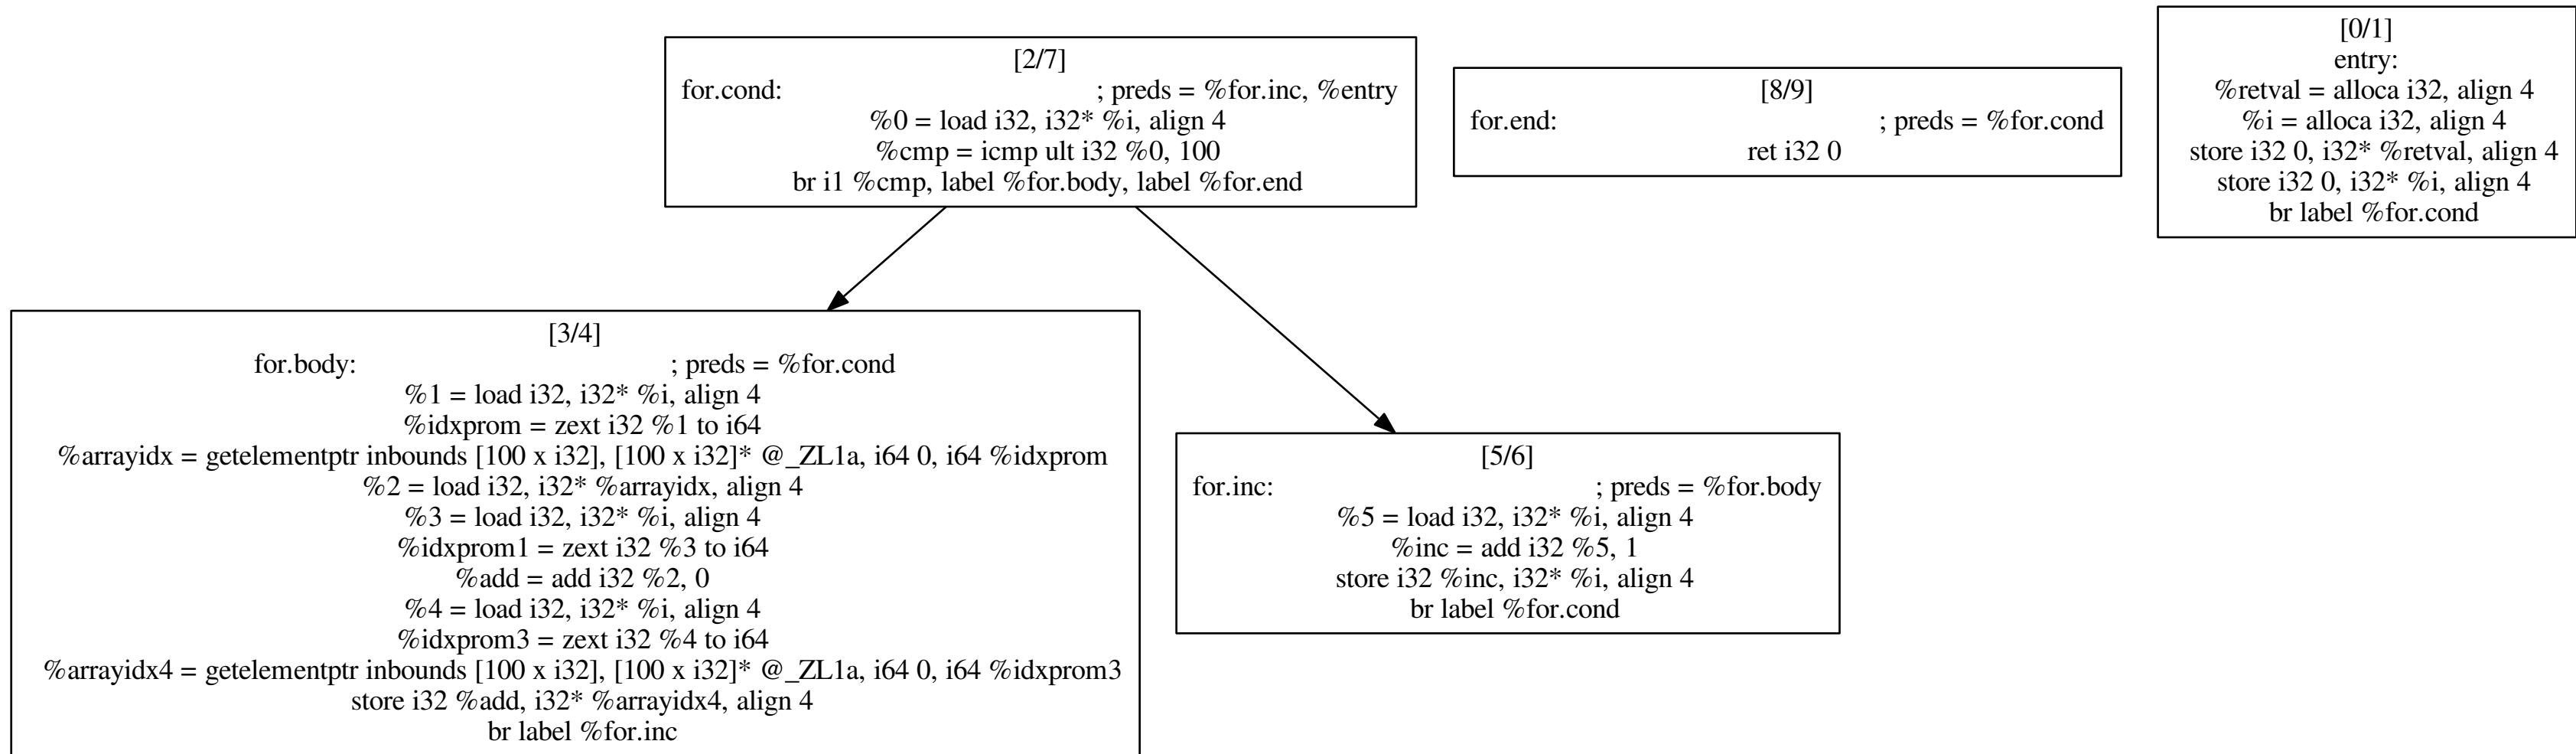 [2/7]
for.cond: ; preds = %for.inc, %entry
%0 = load i32, i32* %i, align 4
%cmp = icmp ult i32 %0, 100
br i1 %cmp, label %for.body, label %for.end
[8/9]
for.end: ; preds = %for.cond
ret i32 0
[0/1]
entry:
%retval = alloca i32, align 4
%i = alloca i32, align 4
store i32 0, i32* %retval, align 4
store i32 0, i32* %i, align 4
br label %for.cond
[3/4]
for.body: ; preds = %for.cond
%1 = load i32, i32* %i, align 4
%idxprom = zext i32 %1 to i64
%arrayidx = getelementptr inbounds [100 x i32], [100 x i32]* @_ZL1a, i64 0, i64 %idxprom
%2 = load i32, i32* %arrayidx, align 4
%3 = load i32, i32* %i, align 4
%idxprom1 = zext i32 %3 to i64
%add = add i32 %2, 0
%4 = load i32, i32* %i, align 4
%idxprom3 = zext i32 %4 to i64
%arrayidx4 = getelementptr inbounds [100 x i32], [100 x i32]* @_ZL1a, i64 0, i64 %idxprom3
store i32 %add, i32* %arrayidx4, align 4
br label %for.inc
[5/6]
for.inc: ; preds = %for.body
%5 = load i32, i32* %i, align 4
%inc = add i32 %5, 1
store i32 %inc, i32* %i, align 4
br label %for.cond